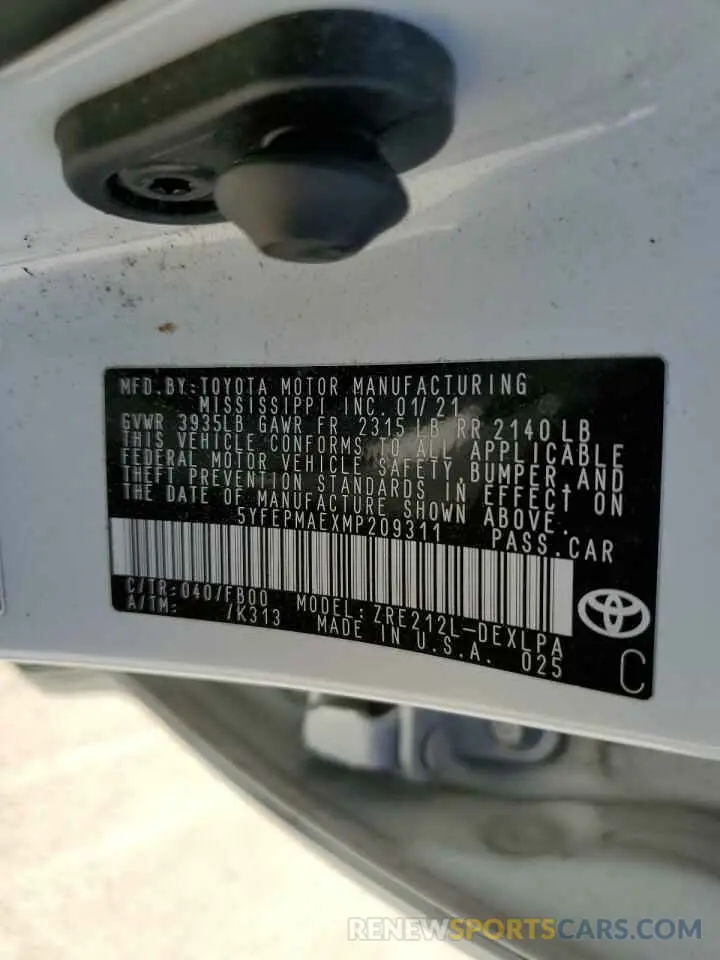 MFD. BY: TOYOTA MOTOR MANUFACTURING
MISSISSIPPI INC. 01/21
GVWR 3935LB GAWR FR 2315 LB RR 2140 LB
THIS VEHICLE CONFORMS TO ALL APPLICABLE
FEDERAL MOTOR VEHICLE SAFETY, BUMPER, AND
THEFT PREVENTION STANDARDS IN EFFECT ON
THE DATE OF MANUFACTURE SHOWN ABOVE.
5YFEPMAEXMP209311 PASS. CAR
C/TR: 040/FB00 MODEL: ZRE212L-DEXLPA
A/TM: /K313 MADE IN U.S.A. 025
C
RENEWSPORTSCARS.COM